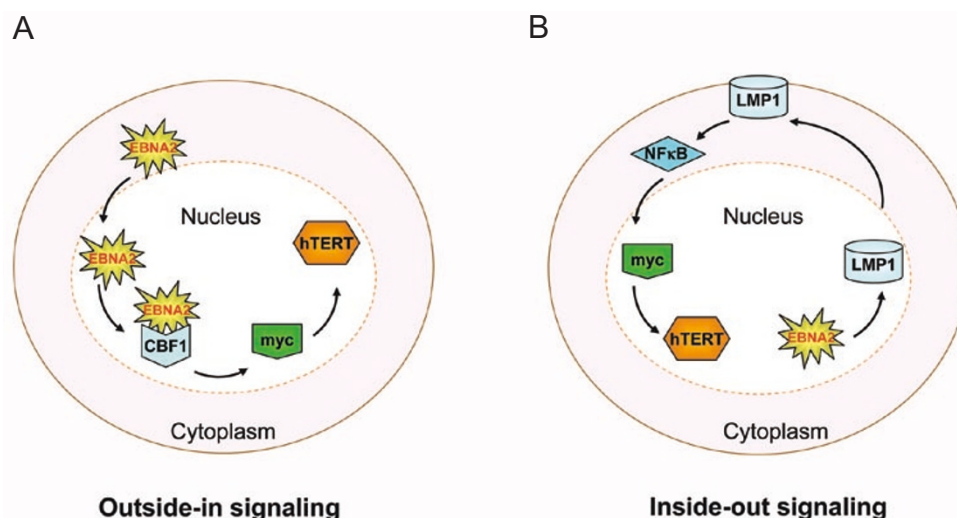 A
EBNA2
Nucleus
hTERT
EBNA2
EBNA2
CBF1
myc
Cytoplasm
Outside-in signaling
B
LMP1
NFκB
Nucleus
myc
LMP1
hTERT
EBNA2
Cytoplasm
Inside-out signaling